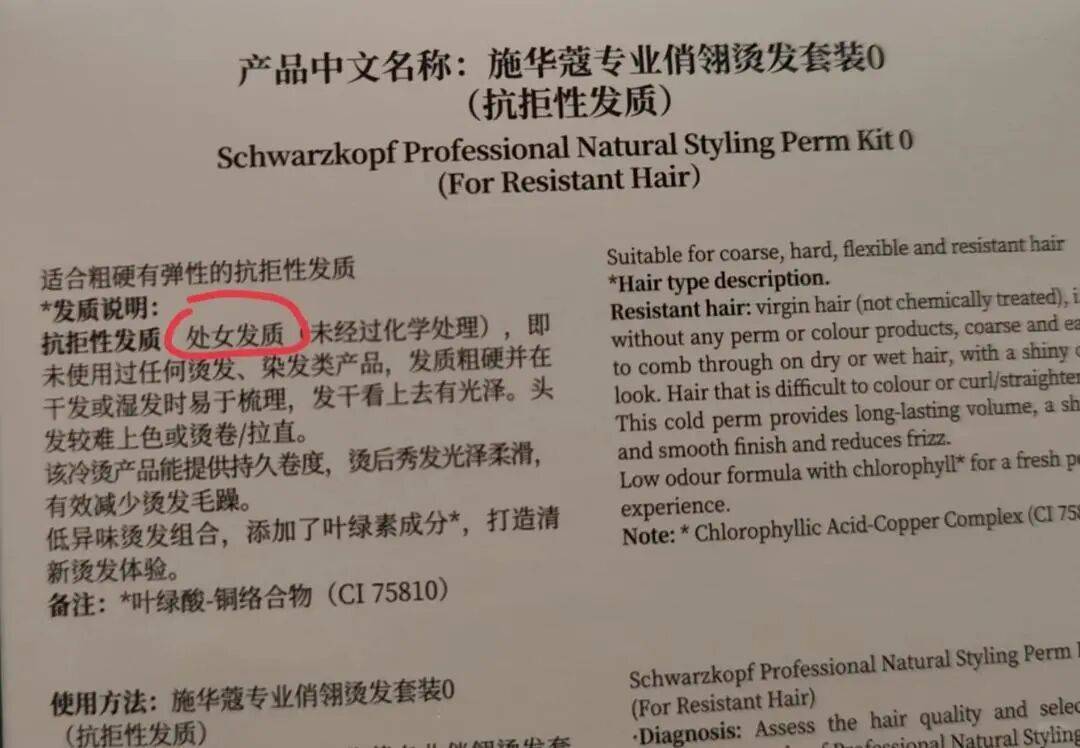 产品中文名称：施华蔻专业俏翎烫发套装0
（抗拒性发质）
Schwarzkopf Professional Natural Styling Perm Kit 0
(For Resistant Hair)
适合粗硬有弹性的抗拒性发质
*发质说明：
抗拒性发质 处女发质（未经过化学处理），即
未使用过任何烫发、染发类产品，发质粗硬并在
干发或湿发时易于梳理，发干看上去有光泽。头
发较难上色或烫卷/拉直。
该冷烫产品能提供持久卷度，烫后秀发光泽柔滑，
有效减少烫发毛躁。
低异味烫发组合，添加了叶绿素成分*，打造清
新烫发体验。
备注：*叶绿酸-铜络合物（CI 75810）
Suitable for coarse, hard, flexible and resistant hair
*Hair type description.
Resistant hair: virgin hair (not chemically treated),
without any perm or colour products, coarse and
to comb through on dry or wet hair, with a shiny
look. Hair that is difficult to colour or curl/straighten
This cold perm provides long-lasting volume, a
and smooth finish and reduces frizz.
Low odour formula with chlorophyll* for a fresh
experience.
Note: * Chlorophyllic Acid-Copper Complex (CI
使用方法：施华蔻专业俏翎烫发套装0
（抗拒性发质）
Schwarzkopf Professional Natural Styling Perm
(For Resistant Hair)
·Diagnosis: Assess the hair quality and
Natural Styling